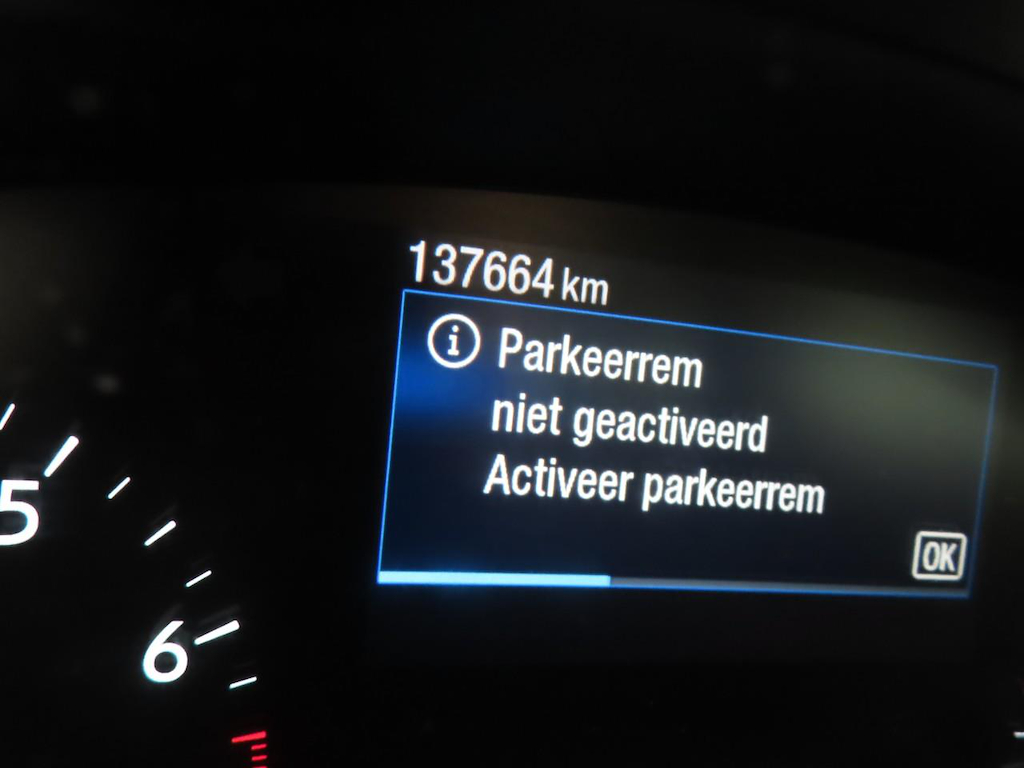 137664 km
i Parkeerrem
niet geactiveerd
Activeer parkeerrem
OK
5
6